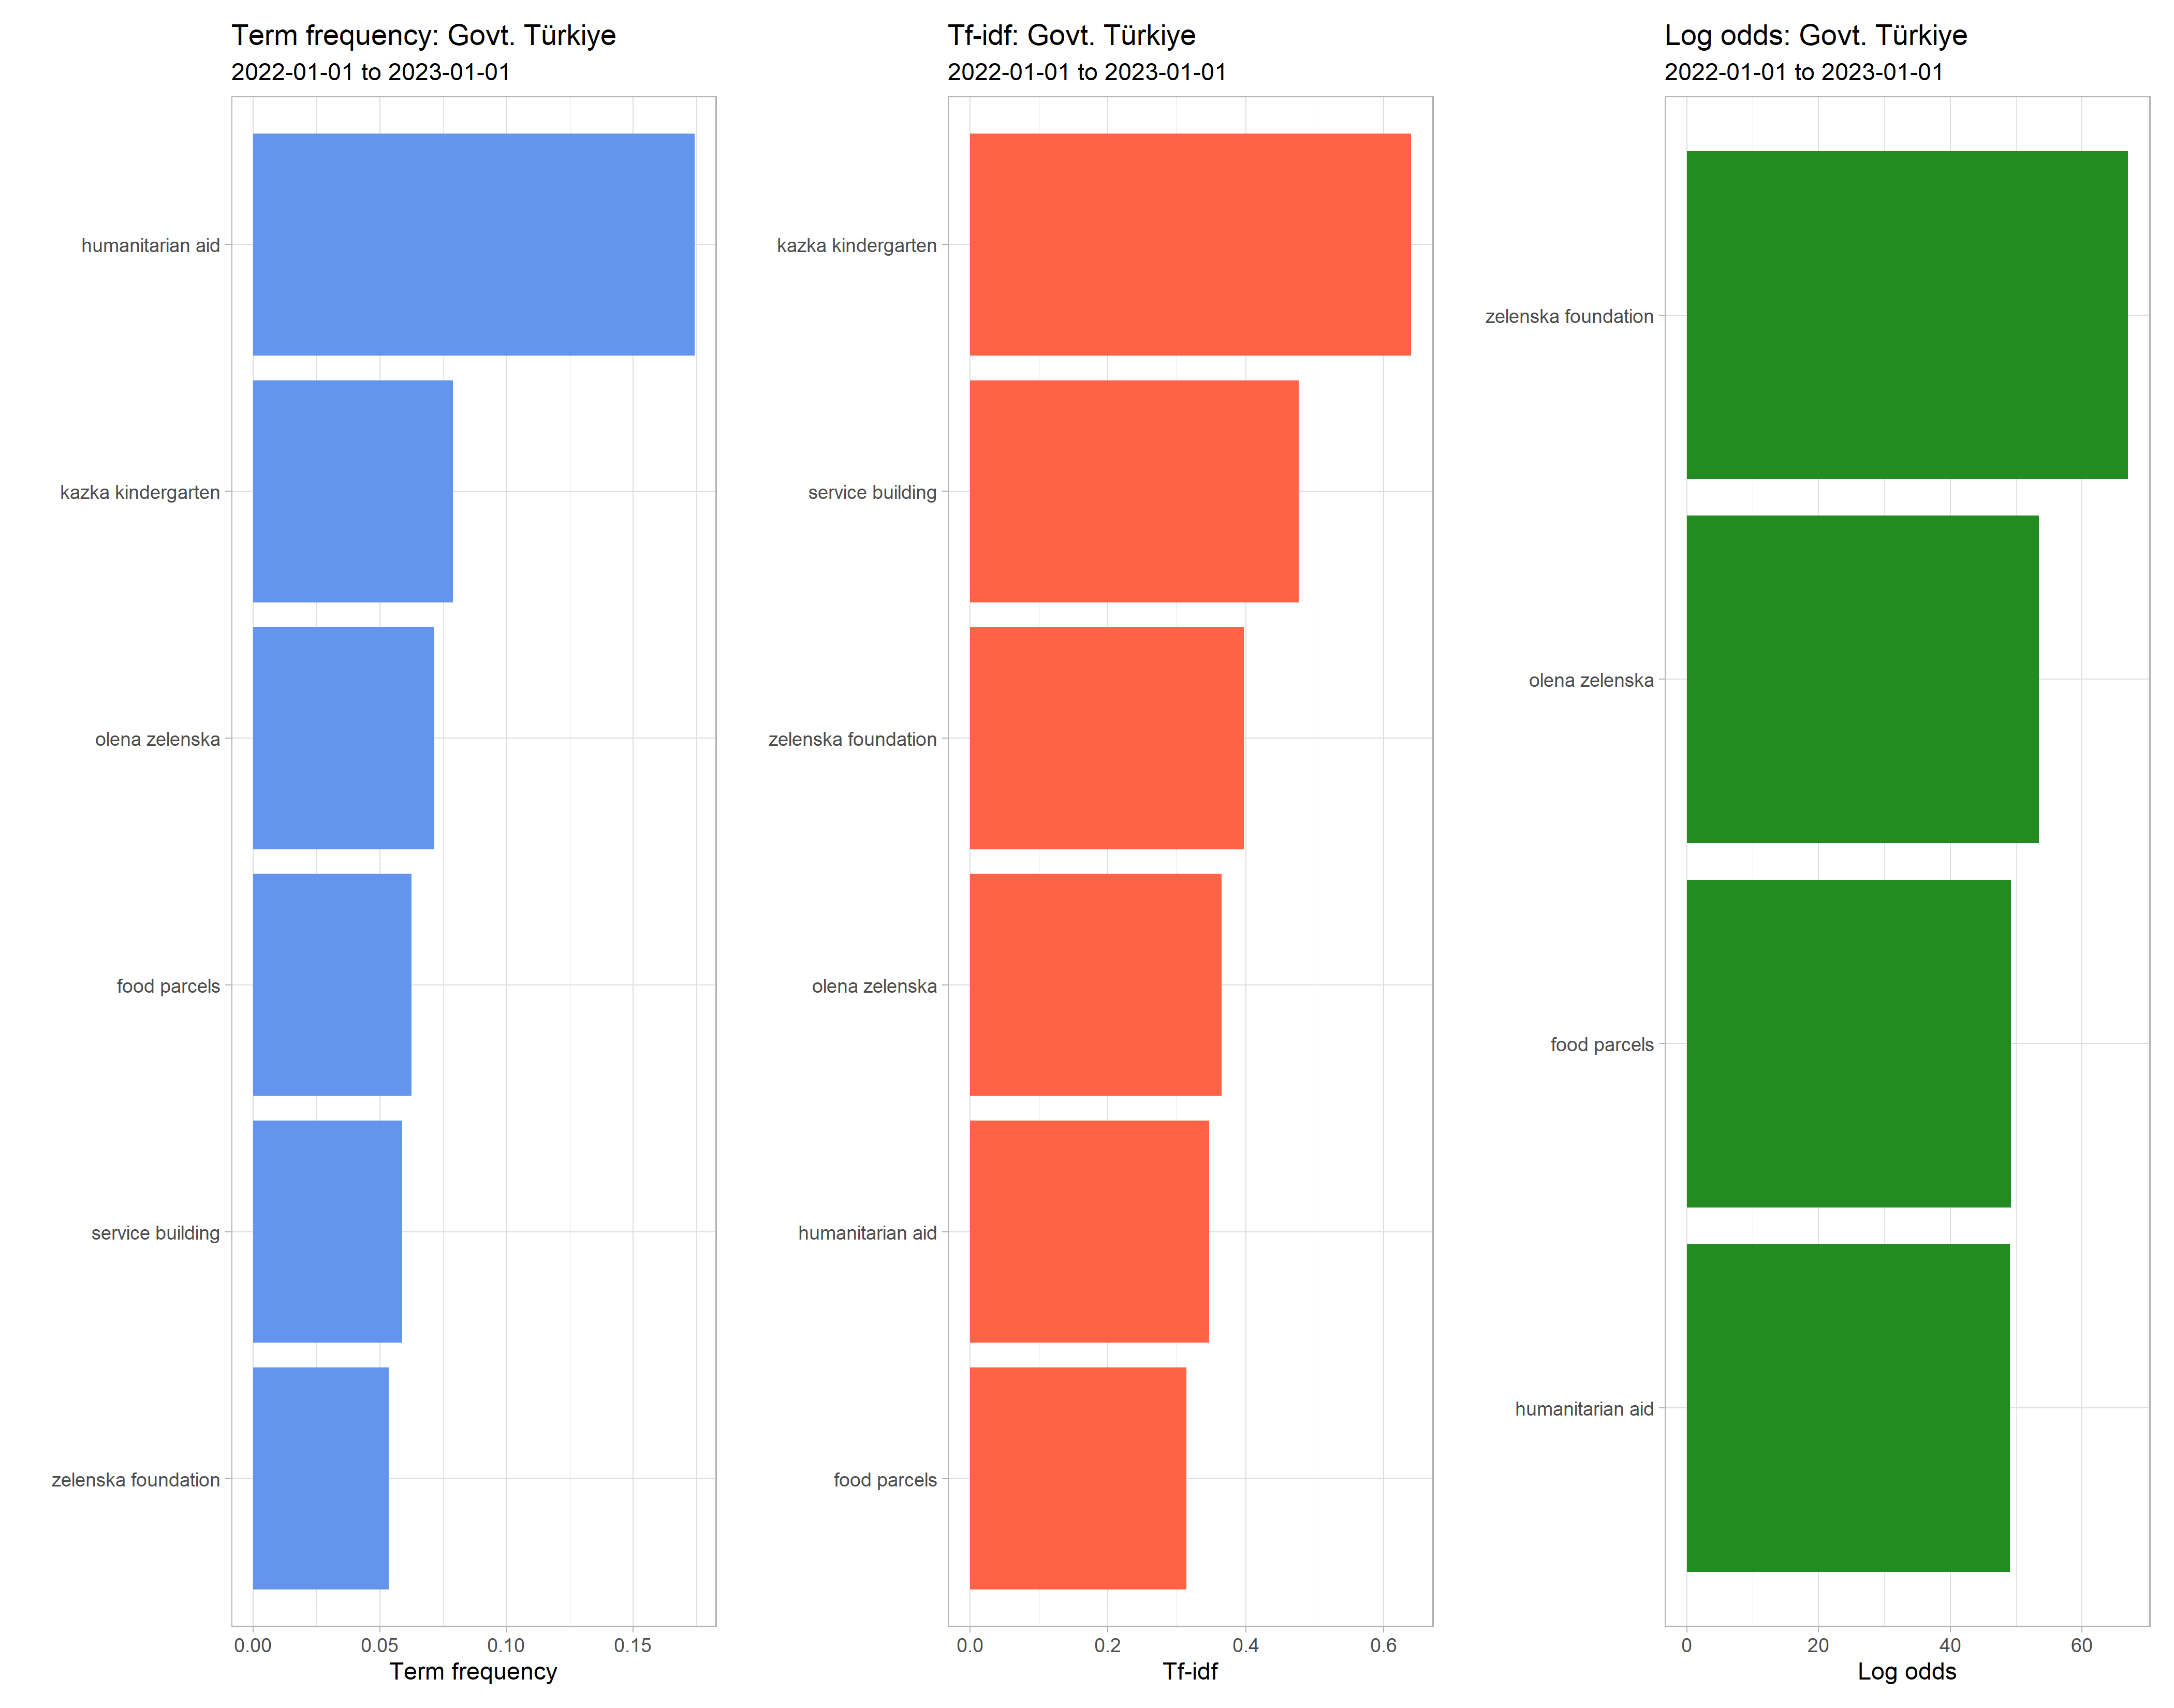 Term frequency: Govt. Türkiye
2022-01-01 to 2023-01-01
humanitarian aid
kazka kindergarten
olena zelenska
food parcels
service building
zelenska foundation
0.00 0.05 0.10 0.15
Term frequency
Tf-idf: Govt. Türkiye
2022-01-01 to 2023-01-01
kazka kindergarten
service building
zelenska foundation
olena zelenska
humanitarian aid
food parcels
0.0 0.2 0.4 0.6
Tf-idf
Log odds: Govt. Türkiye
2022-01-01 to 2023-01-01
zelenska foundation
olena zelenska
food parcels
humanitarian aid
0 20 40 60
Log odds